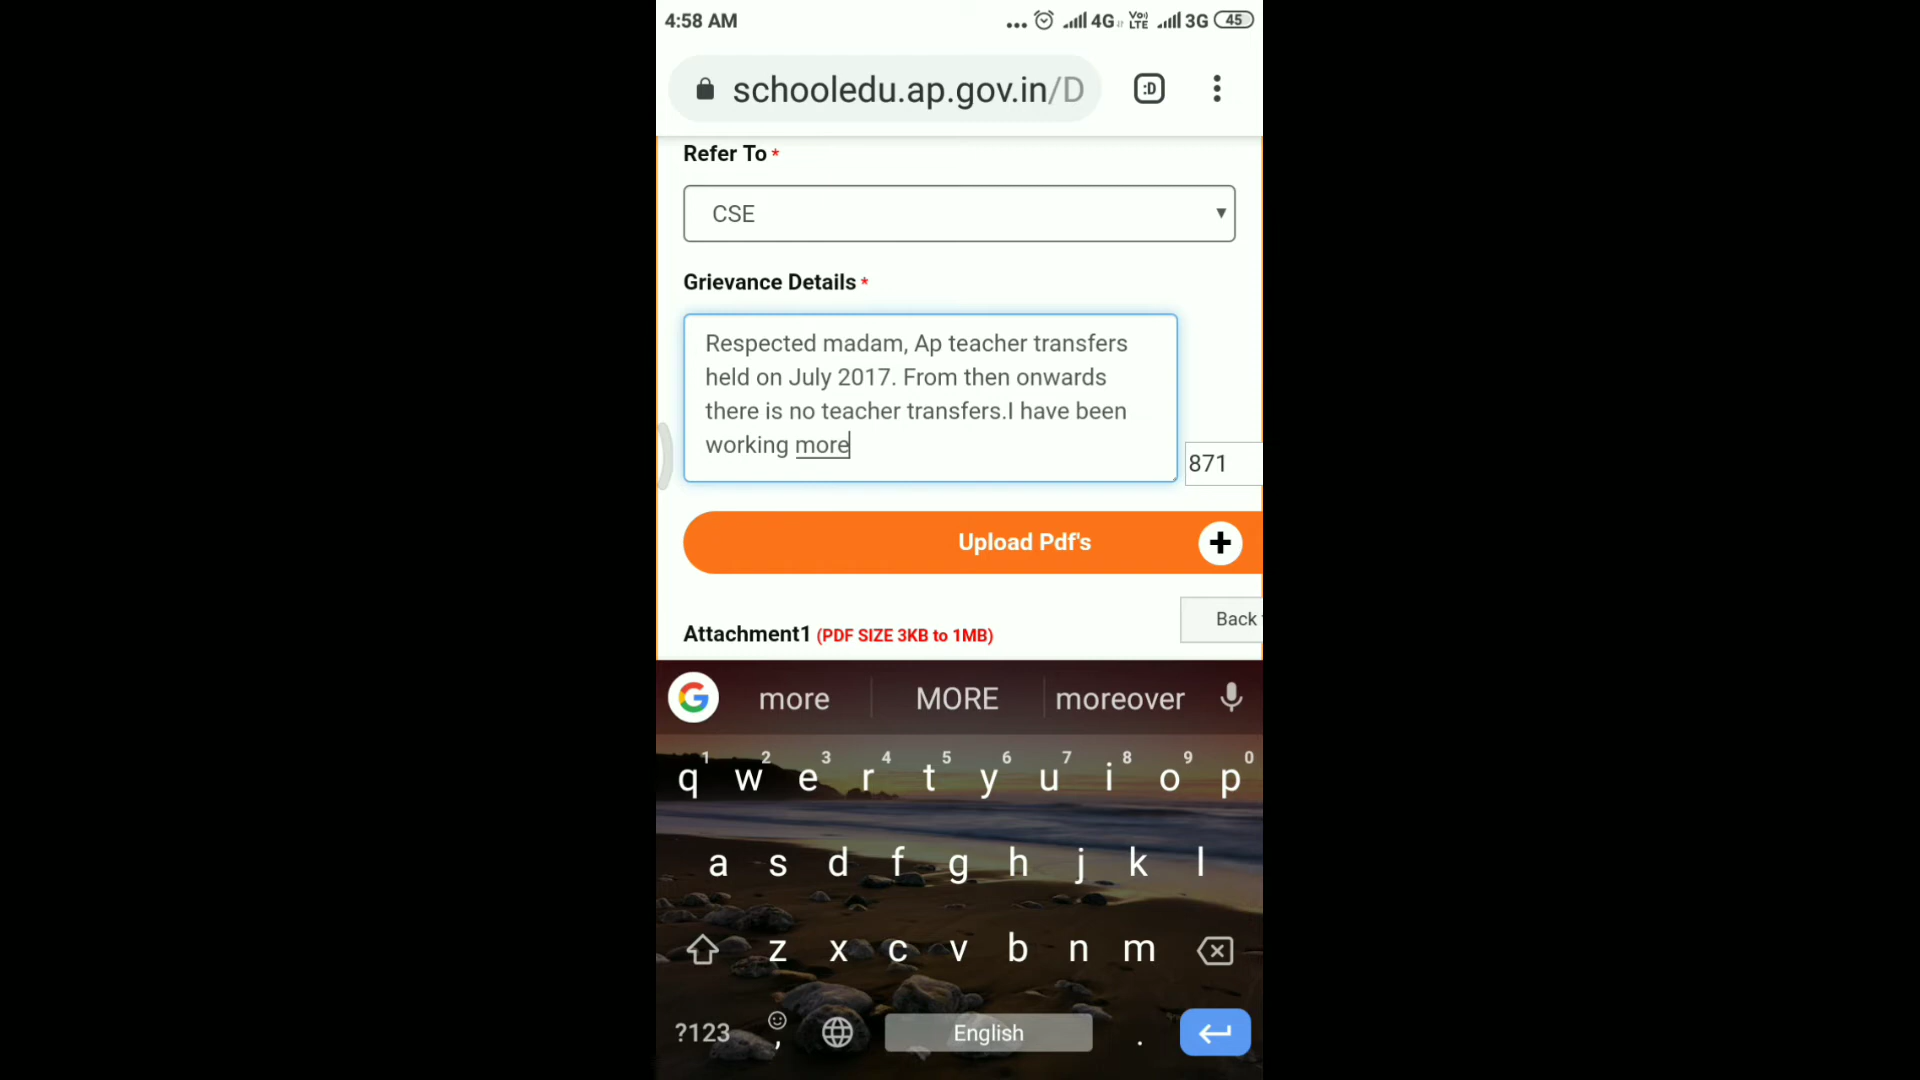 4:58 AM
4G VoLTE 3G 45
schooledu.ap.gov.in/D
:D
Refer To *
CSE
Grievance Details *
Respected madam, Ap teacher transfers
held on July 2017. From then onwards
there is no teacher transfers.I have been
working more
871
Upload Pdf's
Back
Attachment1 (PDF SIZE 3KB to 1MB)
more MORE moreover
1 2 3 4 5 6 7 8 9 0
q w e r t y u i o p
a s d f g h j k l
z x c v b n m
?123 , English .